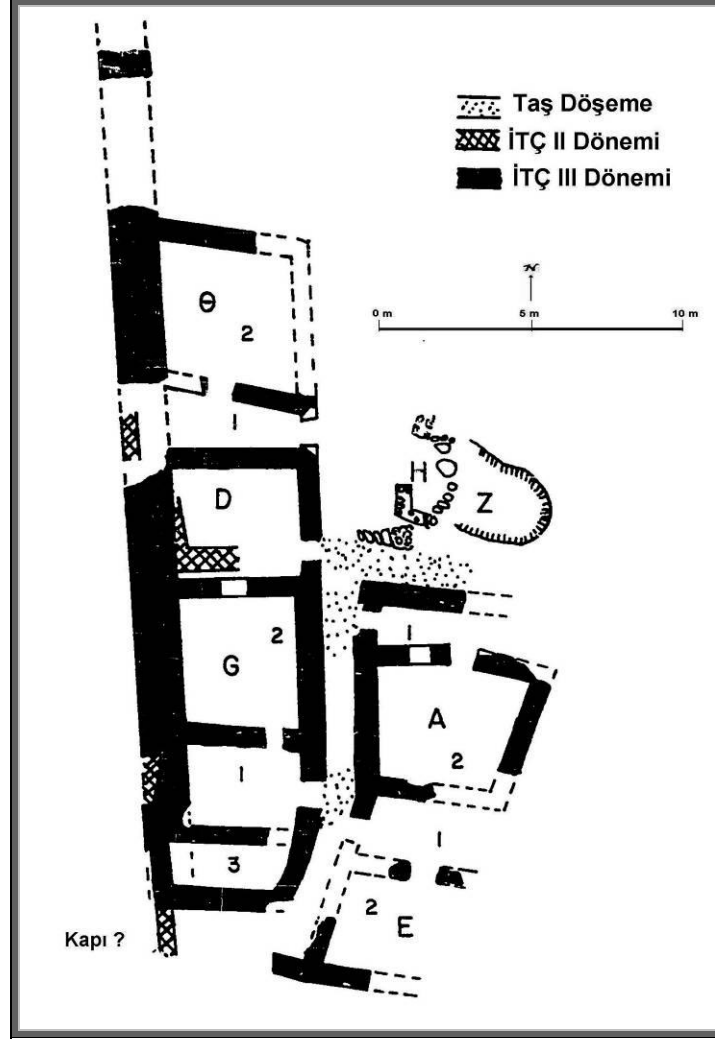 Taş Döşeme
İTÇ II Dönemi
İTÇ III Dönemi
N
0 m 5 m 10 m
Θ
2
1
D
H
Z
2
G
1
A
2
1
3
1
2
E
Kapı ?